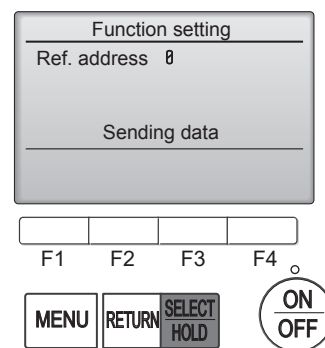 Function setting
Ref. address 0
Sending data
F1 F2 F3 F4
MENU RETURN SELECT HOLD ON OFF